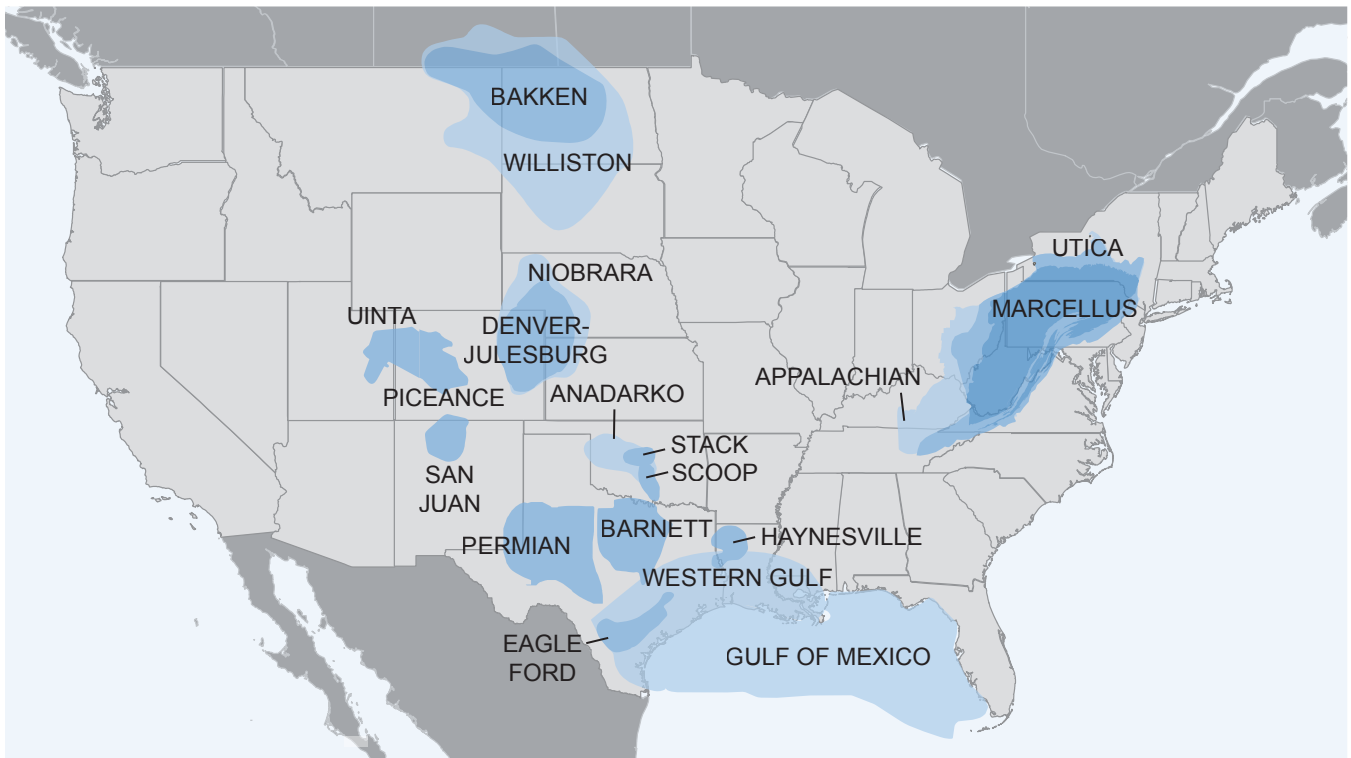 BAKKEN
WILLISTON
UTICA
NIOBRARA
MARCELLUS
UINTA
DENVER-
JULESBURG
APPALACHIAN
PICEANCE
ANADARKO
STACK
SCOOP
SAN
JUAN
BARNETT
HAYNESVILLE
PERMIAN
WESTERN GULF
EAGLE
FORD
GULF OF MEXICO